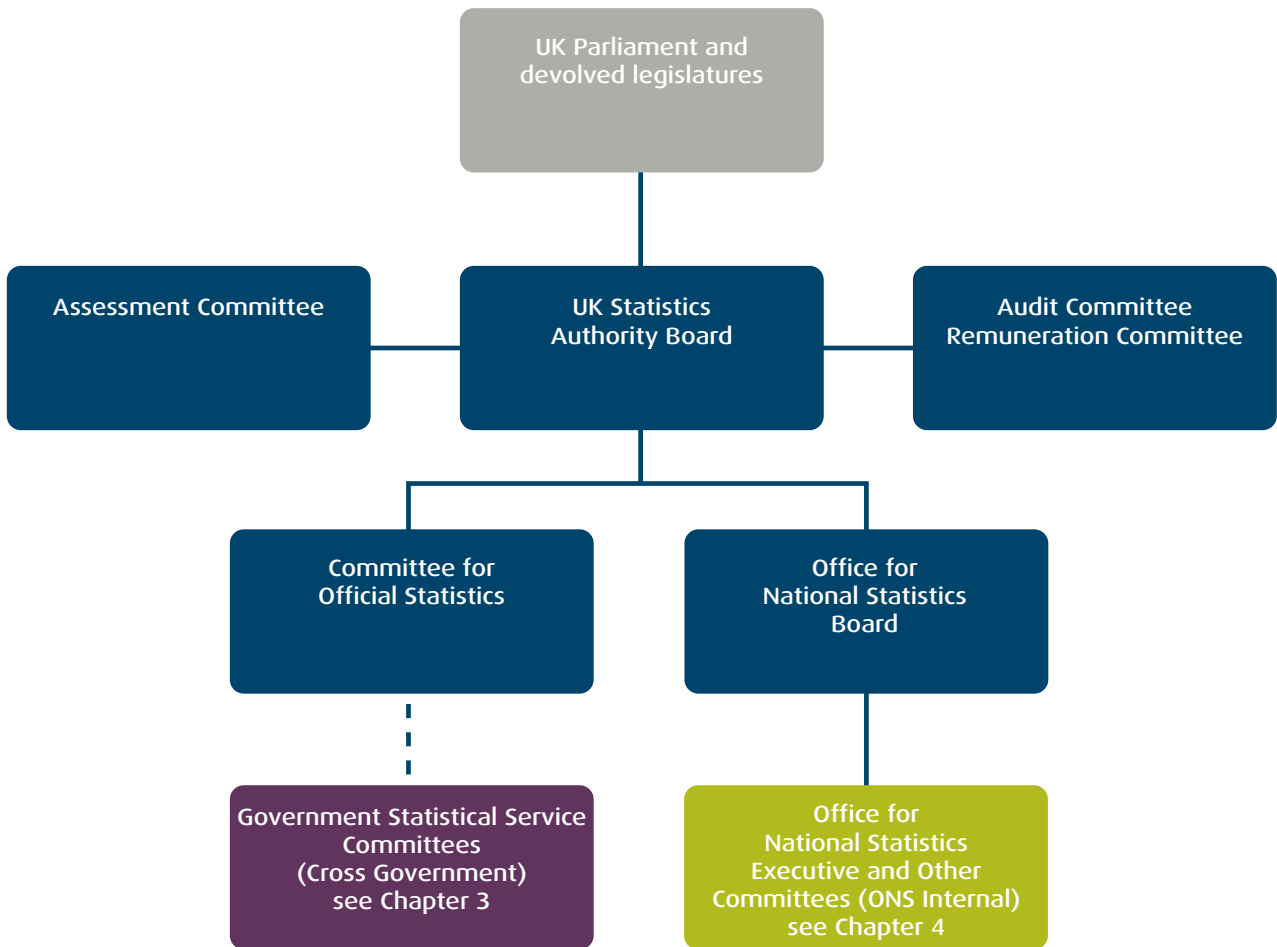 UK Parliament and
devolved legislatures
Assessment Committee
UK Statistics
Authority Board
Audit Committee
Remuneration Committee
Committee for
Official Statistics
Office for
National Statistics
Board
Government Statistical Service
Committees
(Cross Government)
see Chapter 3
Office for
National Statistics
Executive and Other
Committees (ONS Internal)
see Chapter 4